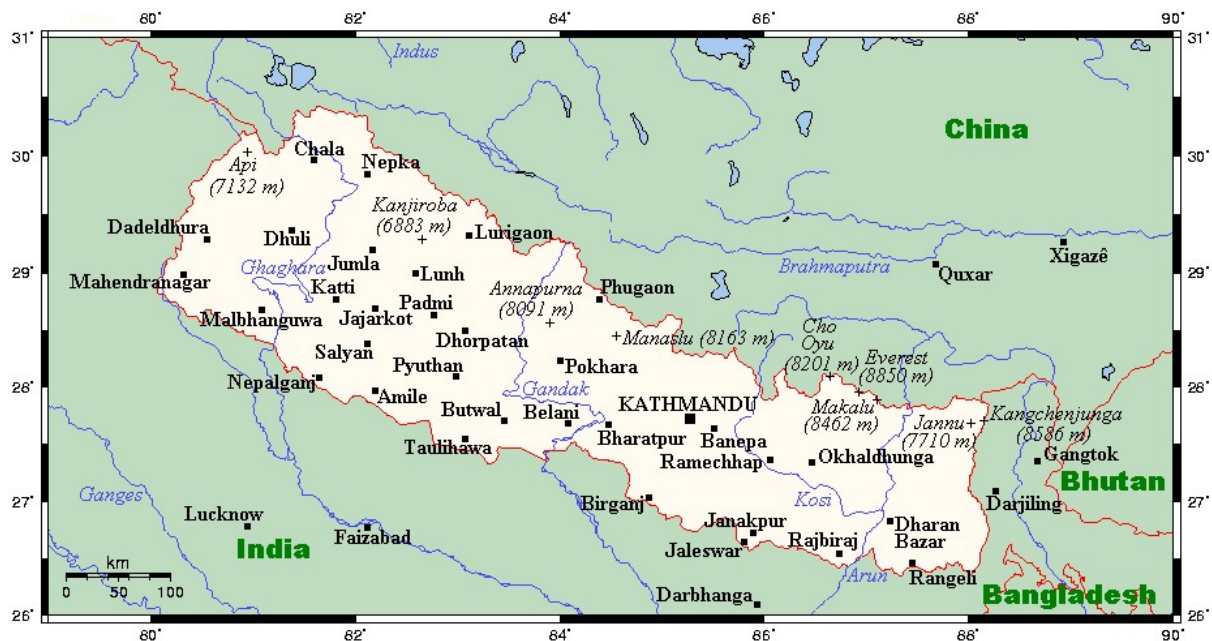 80° 82° 84° 86° 88° 90°
31° 31°
Indus
China
30° 30°
Api
(7132 m)
Chala
Nepka
Kanjiroba
(6883 m)
Dadeldhura
Dhuli
Lurigaon
Xigazê
29° 29°
Mahendranagar
Ghaghara
Jumla
Lunh
Brahmaputra
Quxar
Katti
Padmi
Annapurna
(8091 m)
Phugaon
Malbhanguwa
Jajarkot
Dhorpatan
Manaslu (8163 m)
Cho
Oyu
(8201 m)
Everest
(8850 m)
Salyan
Pyuthan
Pokhara
28° 28°
Nepalganj
Amile
Gandak
Butwal
Belani
KATHMANDU
Makalu
(8462 m)
Jannu
(7710 m)
Kangchenjunga
(8586 m)
Taulihawa
Bharatpur
Banepa
Ramechhap
Okhaldhunga
Gangtok
Bhutan
27° 27°
Ganges
Birganj
Kosi
Darjiling
Lucknow
Faizabad
India
Janakpur
Jaleswar
Rajbiraj
Dharan
Bazar
km
0 50 100
Arun
Rangeli
Darbhanga
Bangladesh
26° 26°
80° 82° 84° 86° 88° 90°